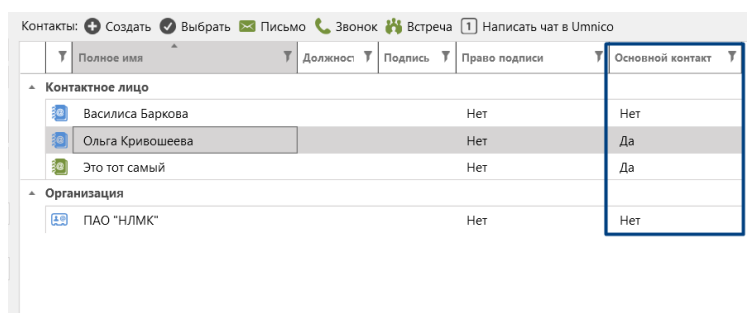 Контакты: Создать Выбрать Письмо Звонок Встреча 1 Написать чат в Umnico
Полное имя Должност Подпись Право подписи Основной контакт
Контактное лицо
Василиса Баркова Нет Нет
Ольга Кривошеева Нет Да
Это тот самый Нет Да
Организация
ПАО "НЛМК" Нет Нет